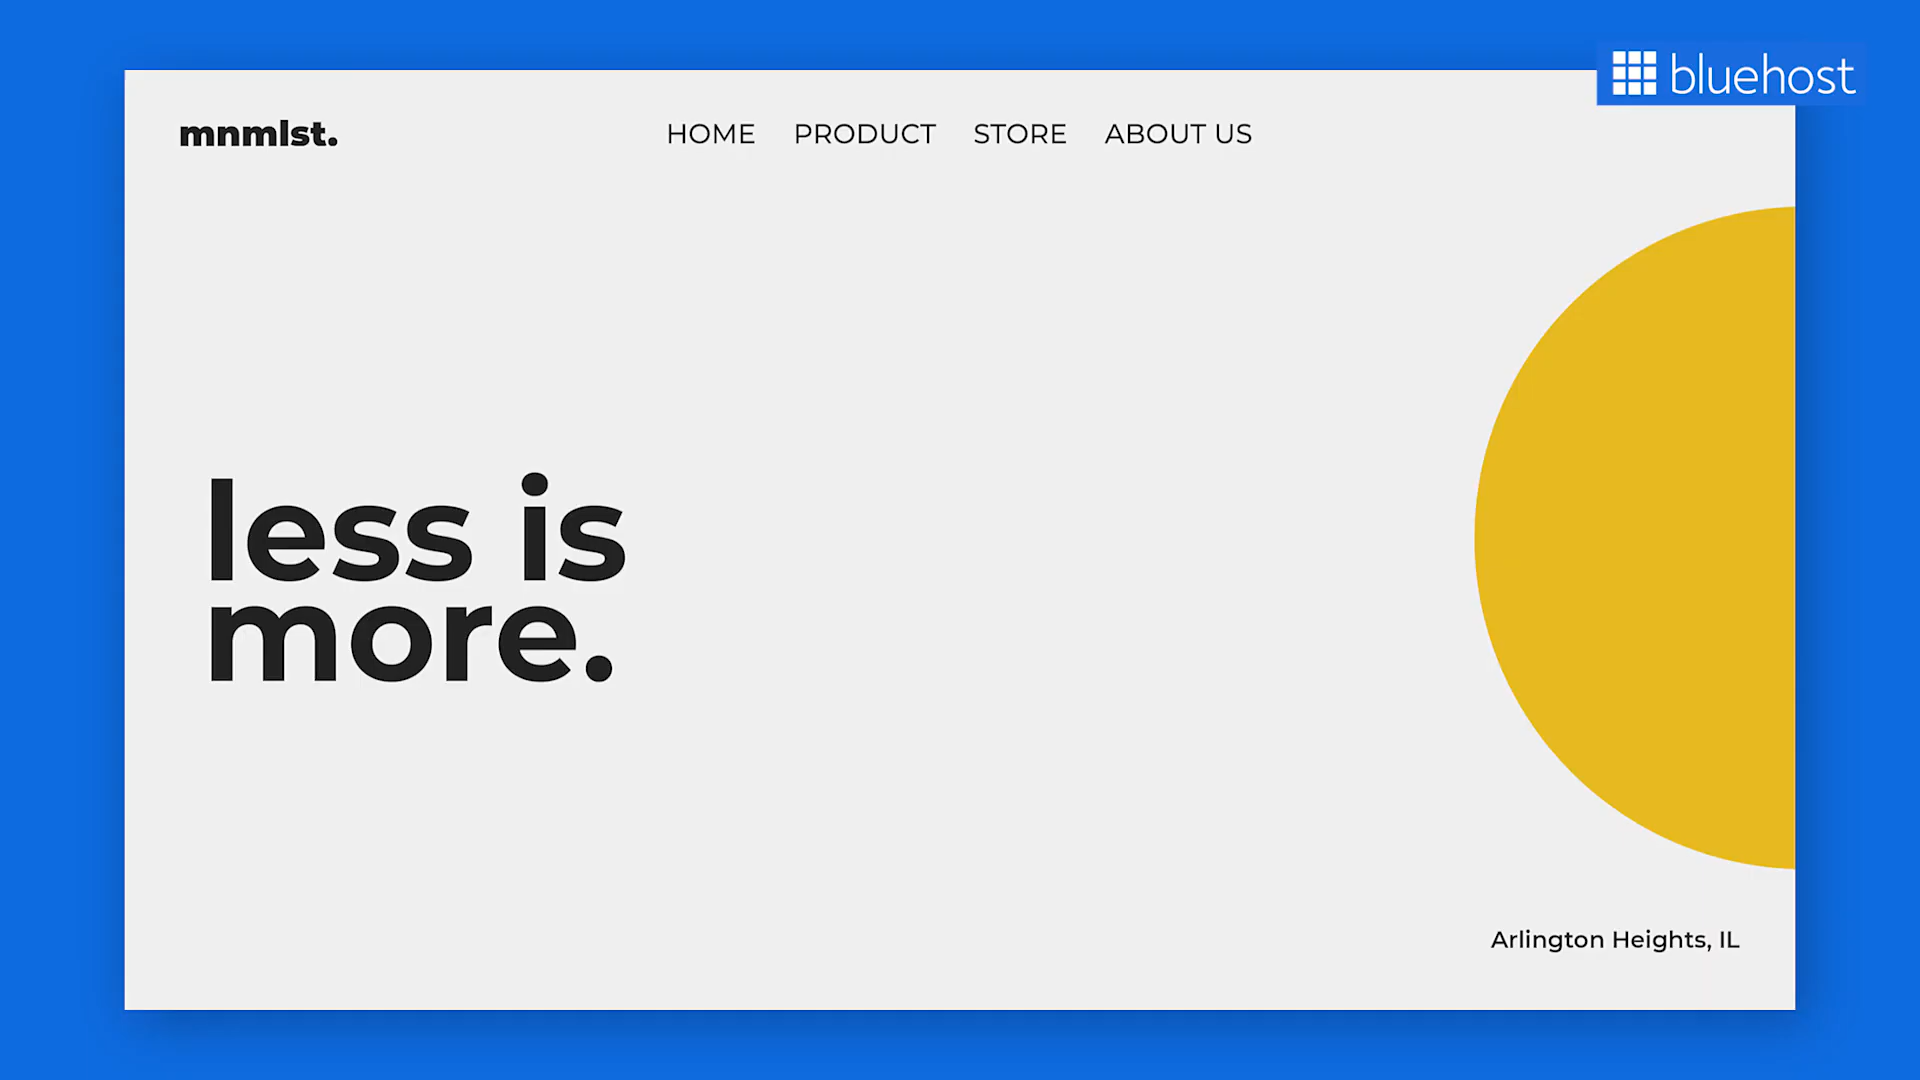 bluehost
mnmlst.
HOME PRODUCT STORE ABOUT US
less is
more.
Arlington Heights, IL